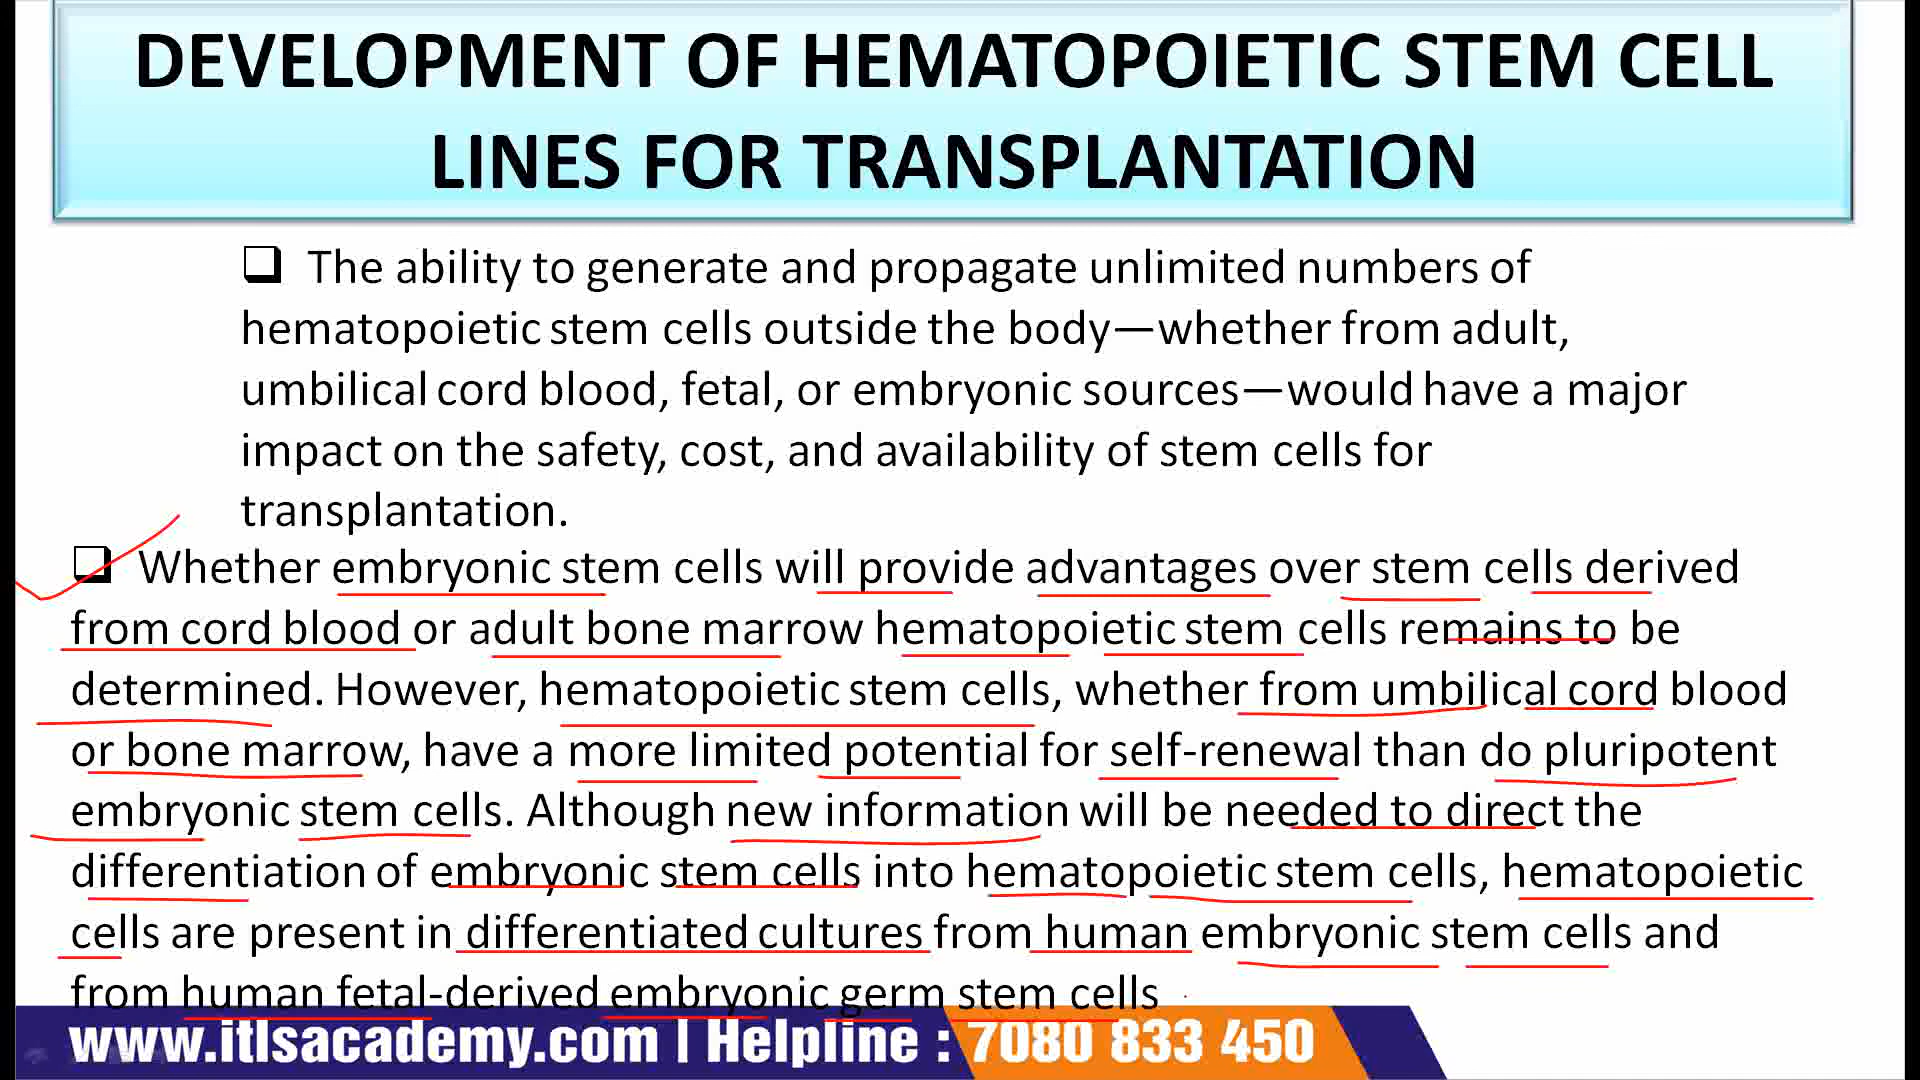 DEVELOPMENT OF HEMATOPOIETIC STEM CELL
LINES FOR TRANSPLANTATION
❑ The ability to generate and propagate unlimited numbers of
hematopoietic stem cells outside the body—whether from adult,
umbilical cord blood, fetal, or embryonic sources—would have a major
impact on the safety, cost, and availability of stem cells for
transplantation.
❑ Whether embryonic stem cells will provide advantages over stem cells derived
from cord blood or adult bone marrow hematopoietic stem cells remains to be
determined. However, hematopoietic stem cells, whether from umbilical cord blood
or bone marrow, have a more limited potential for self-renewal than do pluripotent
embryonic stem cells. Although new information will be needed to direct the
differentiation of embryonic stem cells into hematopoietic stem cells, hematopoietic
cells are present in differentiated cultures from human embryonic stem cells and
from human fetal-derived embryonic germ stem cells
www.itlsacademy.com | Helpline : 7080 833 450